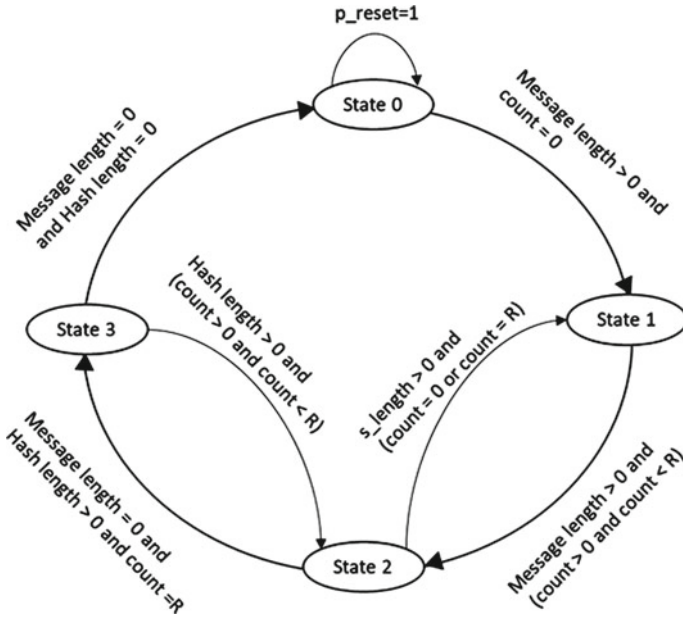 p_reset=1
State 0
Message length > 0 and
count = 0
Message length = 0
and Hash length = 0
State 3
Hash length > 0 and
(count > 0 and count < R)
s_length > 0 and
(count = 0 or count = R)
State 1
Message length = 0 and
Hash length > 0 and count =R
State 2
Message length > 0 and
(count > 0 and count < R)